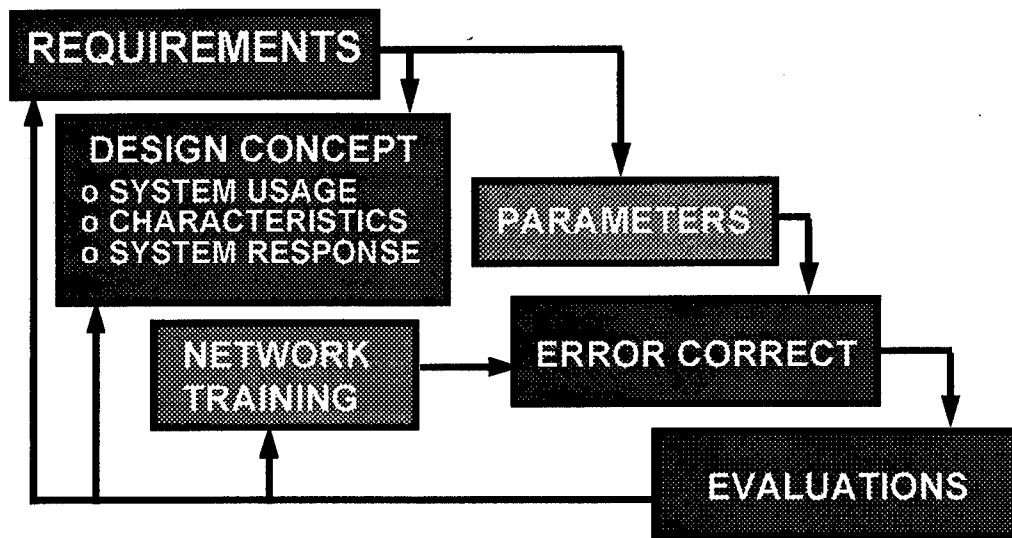 REQUIREMENTS
DESIGN CONCEPT
o SYSTEM USAGE
o CHARACTERISTICS
o SYSTEM RESPONSE
PARAMETERS
NETWORK
TRAINING
ERROR CORRECT
EVALUATIONS